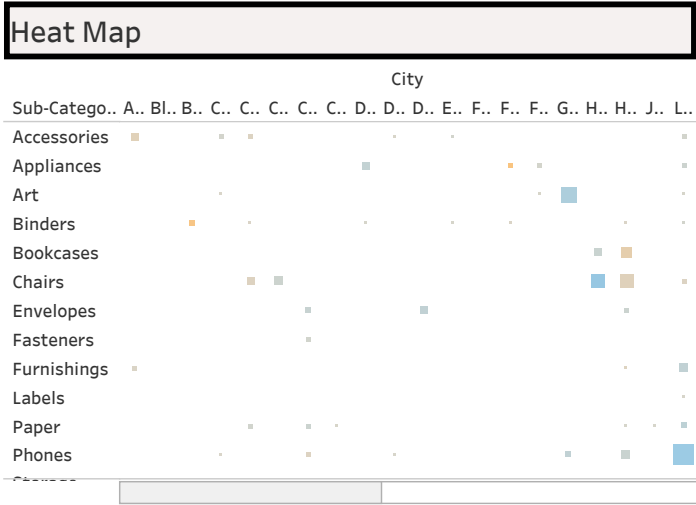 Heat Map
City
Sub-Catego.. A.. Bl.. B.. C.. C.. C.. C.. C.. D.. D.. D.. E.. F.. F.. F.. G.. H.. H.. J.. L..
Accessories
Appliances
Art
Binders
Bookcases
Chairs
Envelopes
Fasteners
Furnishings
Labels
Paper
Phones